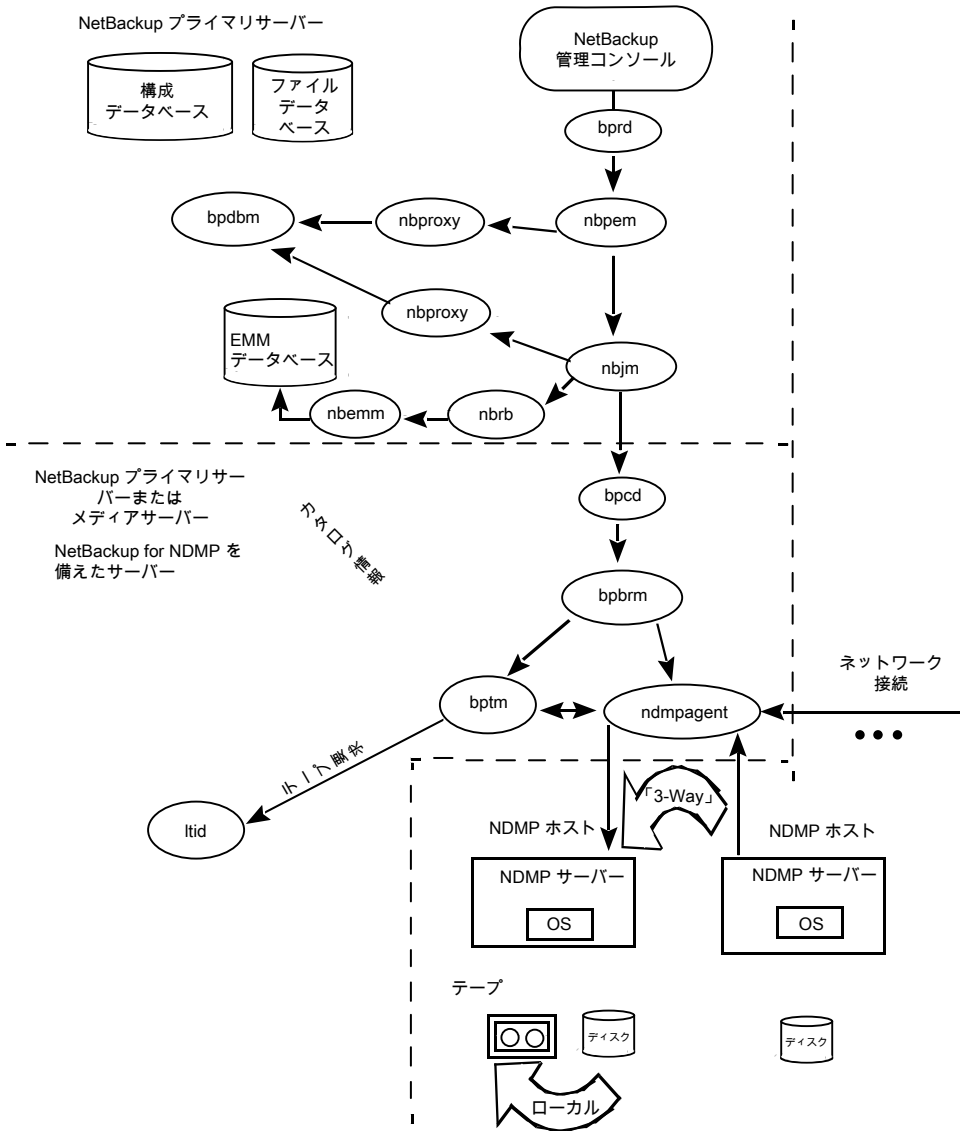 NetBackup プライマリサーバー
NetBackup
管理コンソール
構成
データベース
ファイル
データ
ベース
bprd
bpdbm
nbproxy
nbpem
nbproxy
EMM
データベース
nbjm
nbemm
nbrb
NetBackup プライマリサー
バーまたは
メディアサーバー
NetBackup for NDMP を
備えたサーバー
カタログ情報
bpcd
bpbrm
ネットワーク
接続
bptm
ndmpagent
テープ要求
「3-Way」
ltid
NDMP ホスト
NDMP ホスト
NDMP サーバー
NDMP サーバー
OS
OS
テープ
ディスク
ディスク
ローカル